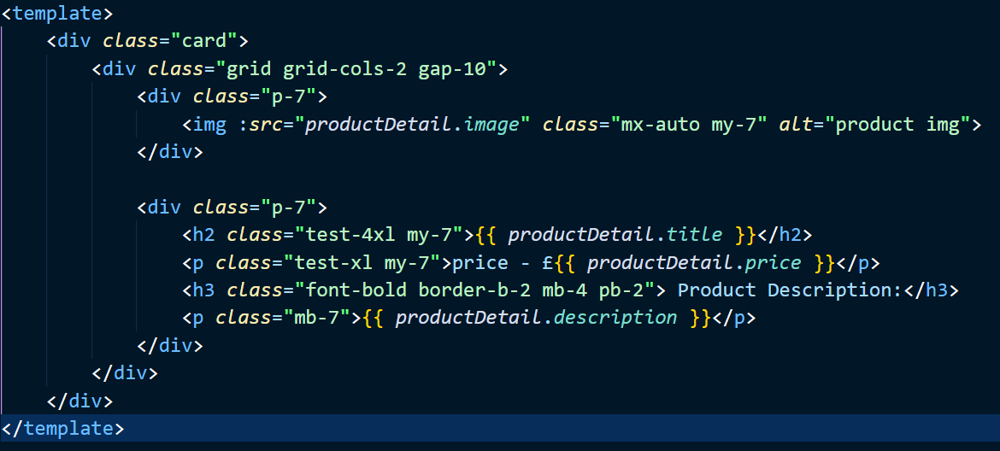 <template>
<div class="card">
<div class="grid grid-cols-2 gap-10">
<div class="p-7">
<img :src="productDetail.image" class="mx-auto my-7" alt="product img">
</div>
<div class="p-7">
<h2 class="test-4xl my-7">{{ productDetail.title }}</h2>
<p class="test-xl my-7">price - £{{ productDetail.price }}</p>
<h3 class="font-bold border-b-2 mb-4 pb-2"> Product Description:</h3>
<p class="mb-7">{{ productDetail.description }}</p>
</div>
</div>
</div>
</template>